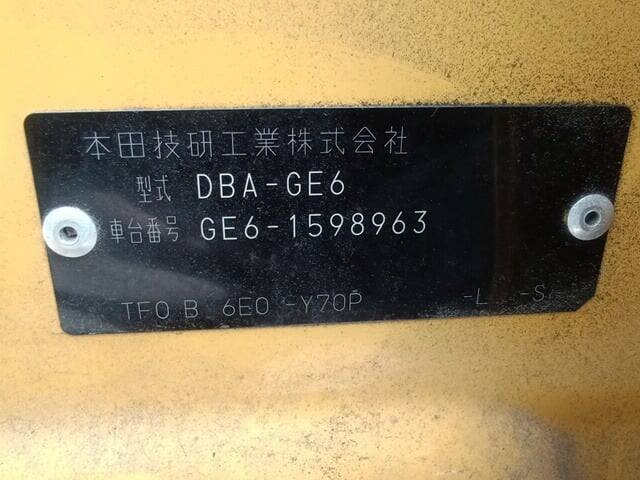 本田技研工業株式会社
型式 DBA-GE6
車台番号 GE6-1598963
TF0 B 6E0 -Y70P -L -S